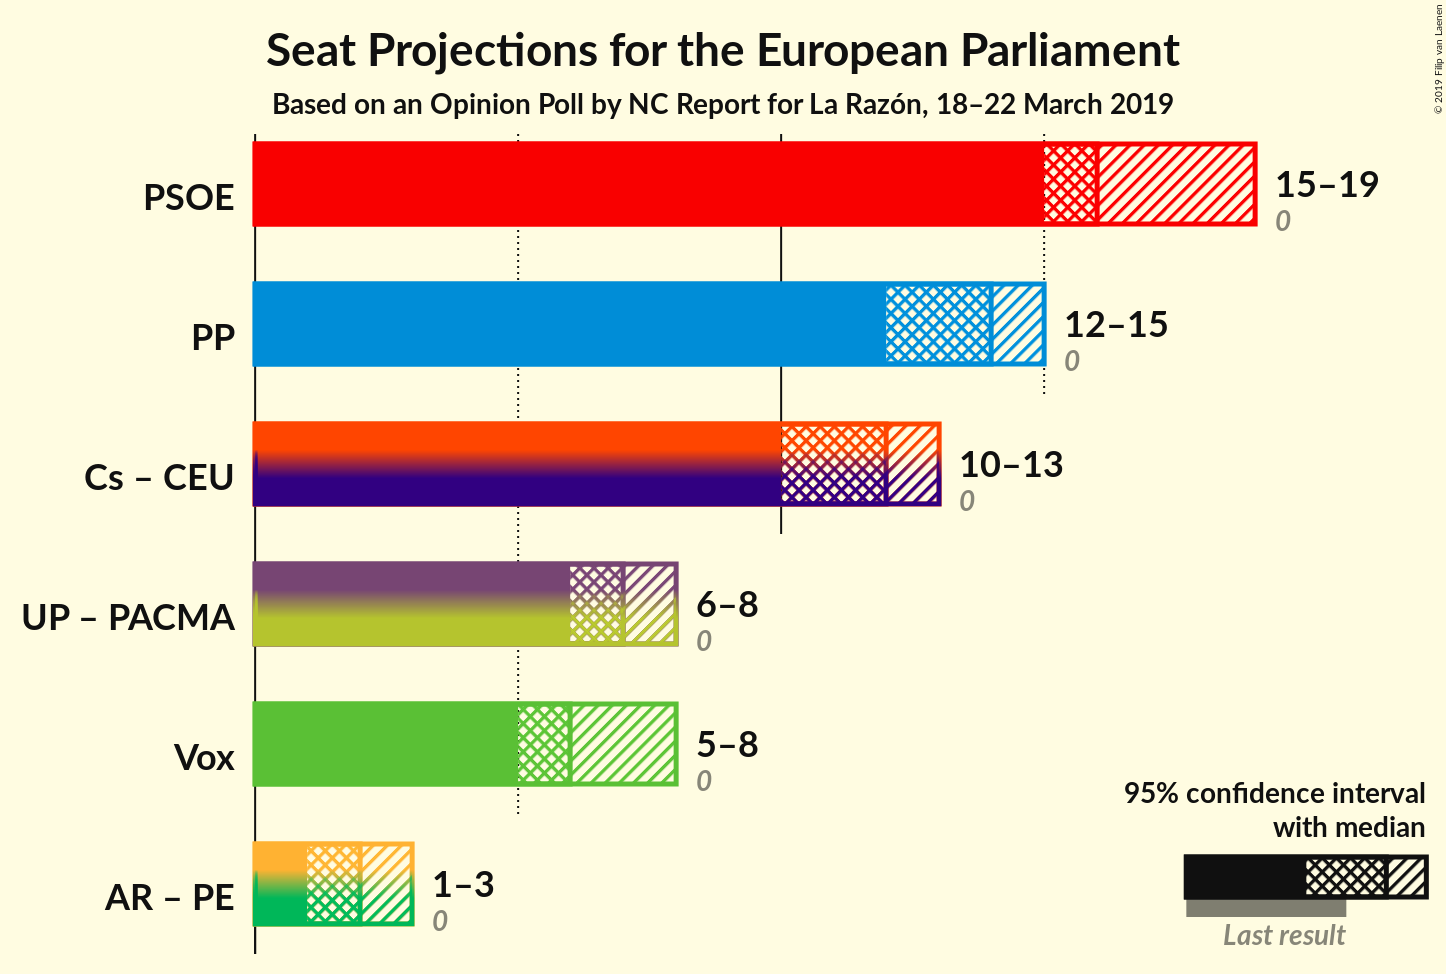 Seat Projections for the European Parliament
Based on an Opinion Poll by NC Report for La Razón, 18–22 March 2019
© 2019 Filip van Laenen
PSOE
15–19
0
PP
12–15
0
Cs – CEU
10–13
0
UP – PACMA
6–8
0
Vox
5–8
0
AR – PE
1–3
0
95% confidence interval
with median
Last result